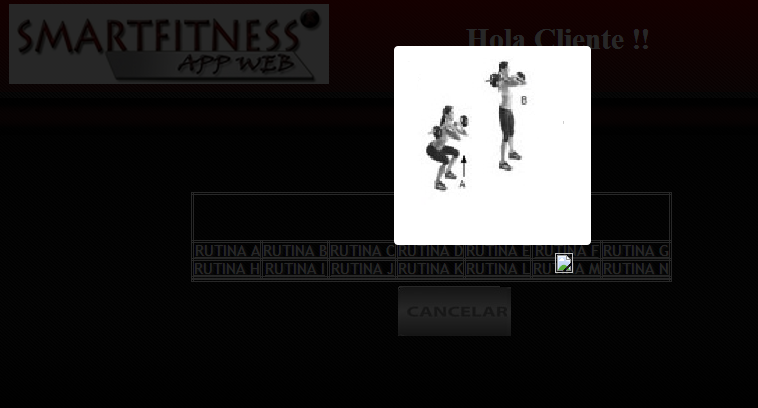 SMARTFITNESS
APP WEB
Hola Cliente !!
B
A
RUTINA A RUTINA B RUTINA C RUTINA D RUTINA E RUTINA F RUTINA G
RUTINA H RUTINA I RUTINA J RUTINA K RUTINA L RUTINA M RUTINA N
CANCELAR